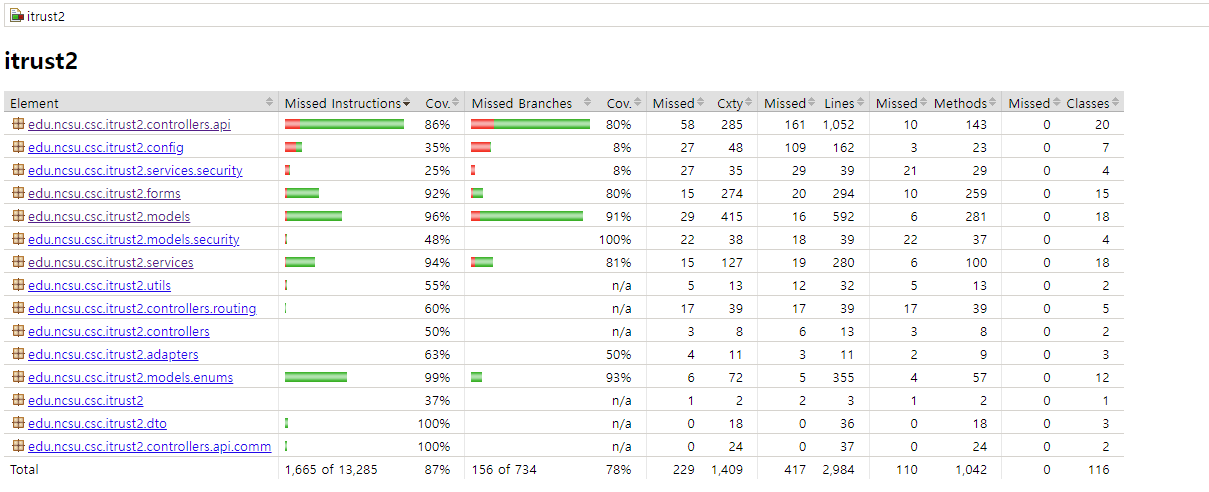 itrust2
itrust2
Element Missed Instructions Cov. Missed Branches Cov. Missed Cxty Missed Lines Missed Methods Missed Classes
edu.ncsu.csc.itrust2.controllers.api 86% 80% 58 285 161 1,052 10 143 0 20
edu.ncsu.csc.itrust2.config 35% 8% 27 48 109 162 3 23 0 7
edu.ncsu.csc.itrust2.services.security 25% 8% 27 35 29 39 21 29 0 4
edu.ncsu.csc.itrust2.forms 92% 80% 15 274 20 294 10 259 0 15
edu.ncsu.csc.itrust2.models 96% 91% 29 415 16 592 6 281 0 18
edu.ncsu.csc.itrust2.models.security 48% 100% 22 38 18 39 22 37 0 4
edu.ncsu.csc.itrust2.services 94% 81% 15 127 19 280 6 100 0 18
edu.ncsu.csc.itrust2.utils 55% n/a 5 13 12 32 5 13 0 2
edu.ncsu.csc.itrust2.controllers.routing 60% n/a 17 39 17 39 17 39 0 5
edu.ncsu.csc.itrust2.controllers 50% n/a 3 8 6 13 3 8 0 2
edu.ncsu.csc.itrust2.adapters 63% 50% 4 11 3 11 2 9 0 3
edu.ncsu.csc.itrust2.models.enums 99% 93% 6 72 5 355 4 57 0 12
edu.ncsu.csc.itrust2 37% n/a 1 2 2 3 1 2 0 1
edu.ncsu.csc.itrust2.dto 100% n/a 0 18 0 36 0 18 0 3
edu.ncsu.csc.itrust2.controllers.api.comm 100% n/a 0 24 0 37 0 24 0 2
Total 1,665 of 13,285 87% 156 of 734 78% 229 1,409 417 2,984 110 1,042 0 116